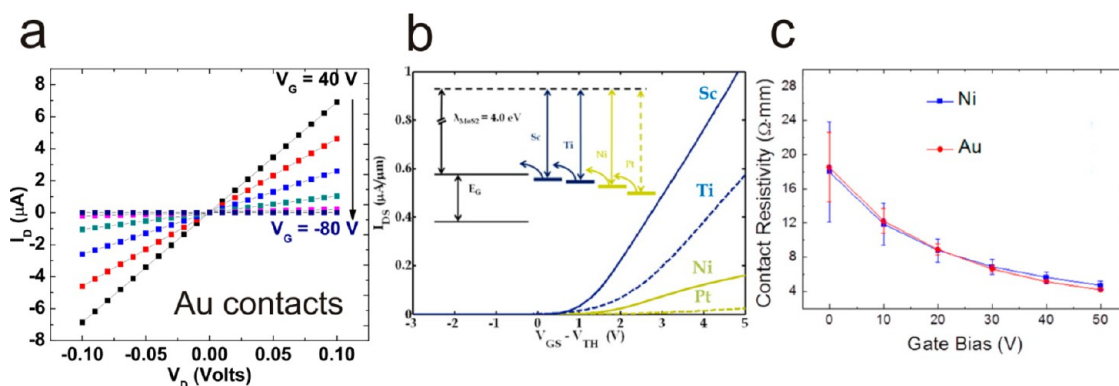 a
8
6
4
2
0
-2
-4
-6
-8
I_D (μA)
V_G = 40 V
V_G = -80 V
Au contacts
-0.10 -0.05 0.00 0.05 0.10
V_D (Volts)
b
1
0.8
0.6
0.4
0.2
0
I_DS (μA/μm)
λ_MoS2 = 4.0 eV
E_G
Sc
Ti
Ni
Pt
Sc
Ti
Ni
Pt
-3 -2 -1 0 1 2 3 4 5
V_GS - V_TH (V)
c
28
24
20
16
12
8
4
Contact Resistivity (Ω·mm)
Ni
Au
0 10 20 30 40 50
Gate Bias (V)